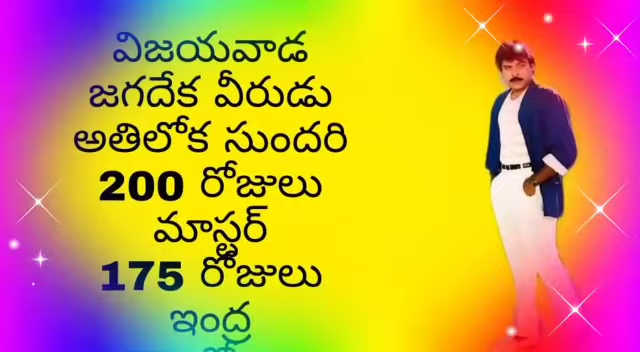 విజయవాడ
జగదేక వీరుడు
అతిలోక సుందరి
200 రోజులు
మాస్టర్
175 రోజులు
ఇంద్ర